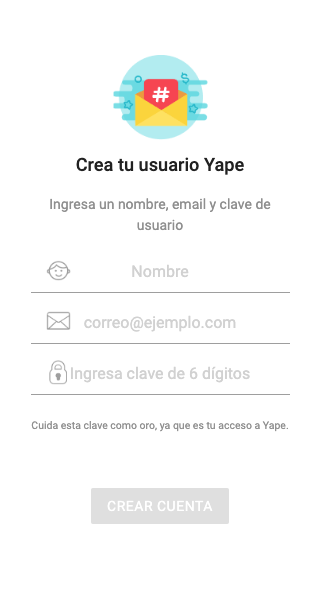 #
Crea tu usuario Yape
Ingresa un nombre, email y clave de
usuario
Nombre
correo@ejemplo.com
Ingresa clave de 6 dígitos
Cuida esta clave como oro, ya que es tu acceso a Yape.
CREAR CUENTA